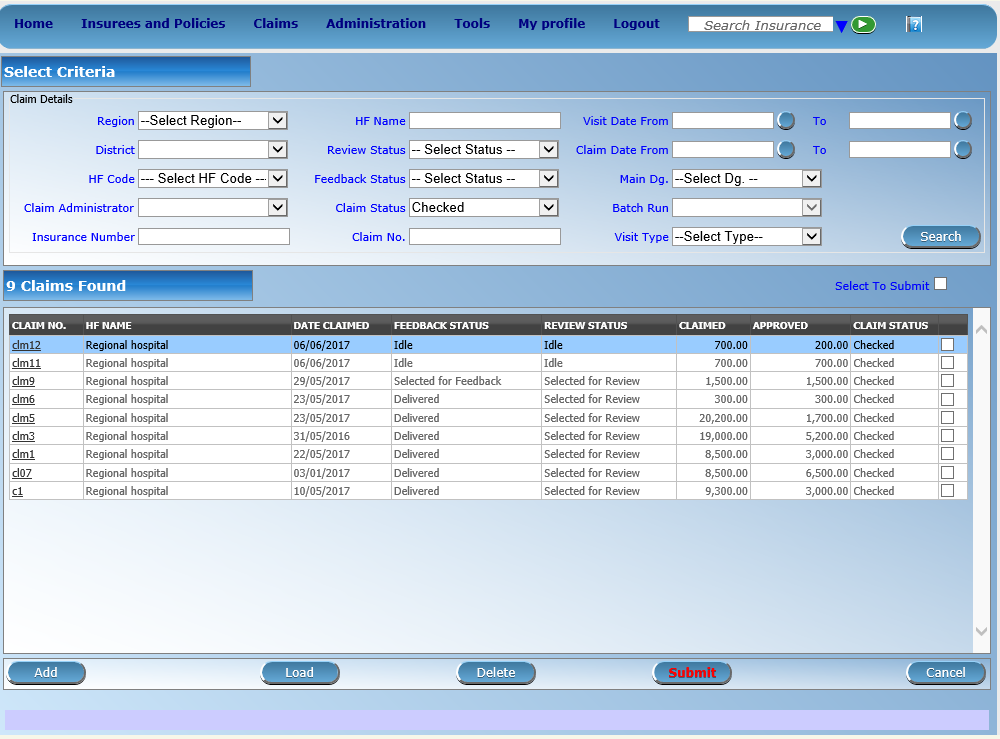 Home Insurees and Policies Claims Administration Tools My profile Logout Search Insurance ?
Select Criteria
Claim Details
Region --Select Region-- HF Name Visit Date From To
District Review Status -- Select Status -- Claim Date From To
HF Code --- Select HF Code --- Feedback Status -- Select Status -- Main Dg. --Select Dg. --
Claim Administrator Claim Status Checked Batch Run
Insurance Number Claim No. Visit Type --Select Type-- Search
9 Claims Found Select To Submit
CLAIM NO. HF NAME DATE CLAIMED FEEDBACK STATUS REVIEW STATUS CLAIMED APPROVED CLAIM STATUS
clm12 Regional hospital 06/06/2017 Idle Idle 700.00 200.00 Checked
clm11 Regional hospital 06/06/2017 Idle Idle 700.00 700.00 Checked
clm9 Regional hospital 29/05/2017 Selected for Feedback Selected for Review 1,500.00 1,500.00 Checked
clm6 Regional hospital 23/05/2017 Delivered Selected for Review 300.00 300.00 Checked
clm5 Regional hospital 23/05/2017 Delivered Selected for Review 20,200.00 1,700.00 Checked
clm3 Regional hospital 31/05/2016 Delivered Selected for Review 19,000.00 5,200.00 Checked
clm1 Regional hospital 22/05/2017 Delivered Selected for Review 8,500.00 3,000.00 Checked
cl07 Regional hospital 03/01/2017 Delivered Selected for Review 8,500.00 6,500.00 Checked
c1 Regional hospital 10/05/2017 Delivered Selected for Review 9,300.00 3,000.00 Checked
Add Load Delete Submit Cancel